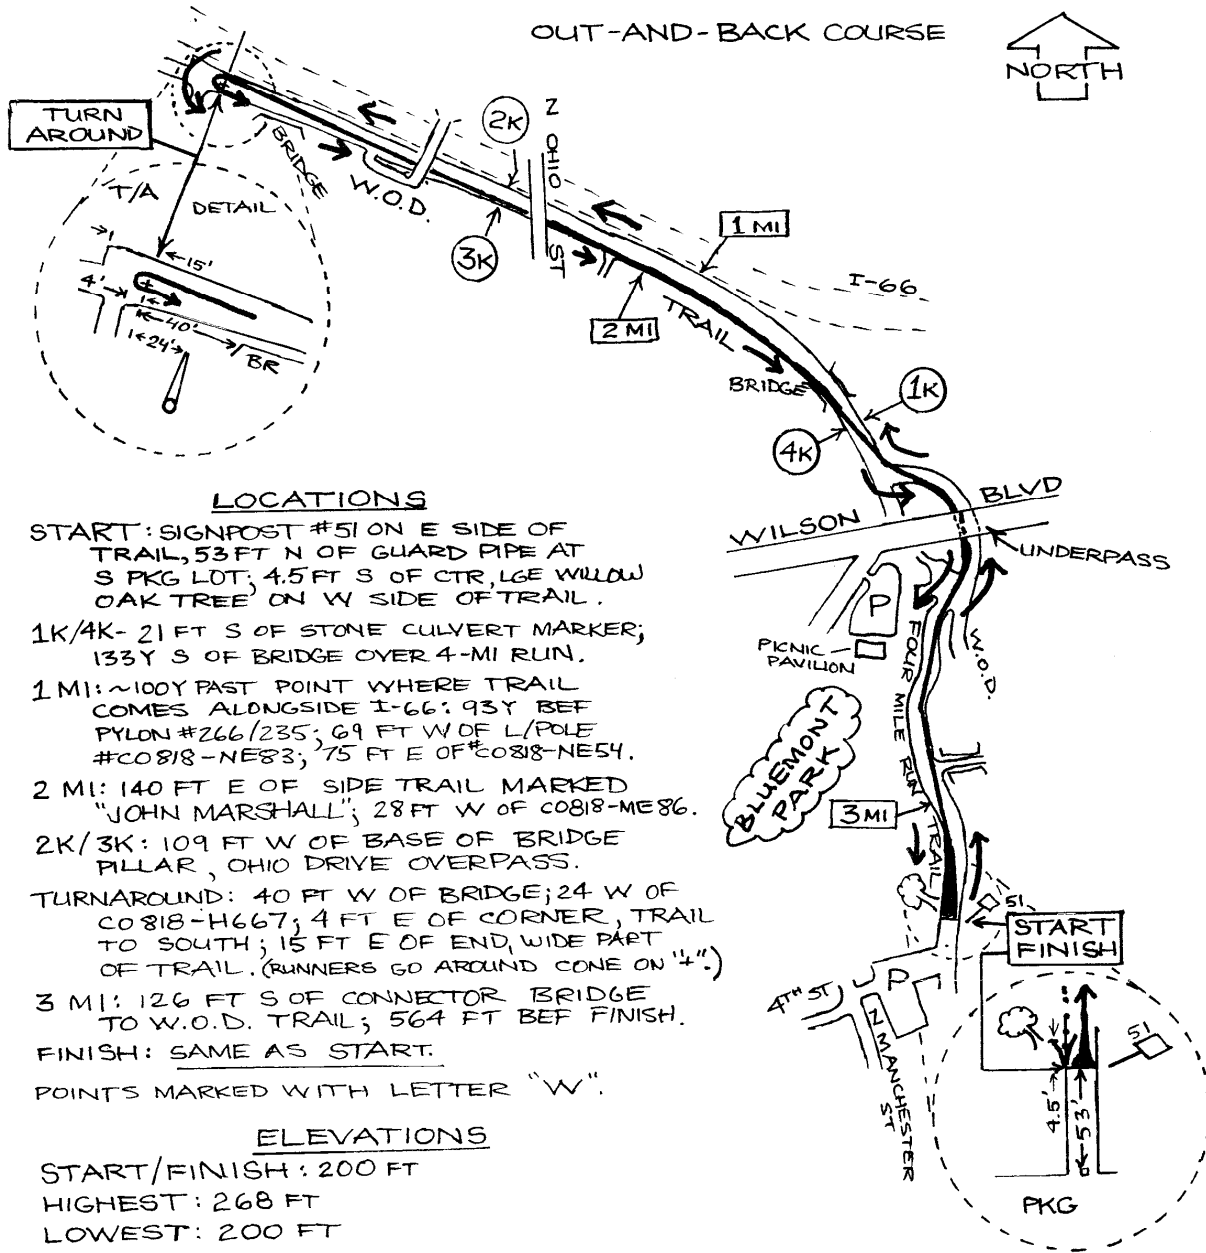 OUT-AND-BACK COURSE
NORTH
TURN
AROUND
T/A
DETAIL
15'
4'
1'
40'
24'
BR
BRIDGE
W.O.D.
2K
3K
N OHIO ST
1 MI
2 MI
I-66
TRAIL
BRIDGE
1K
4K
WILSON BLVD
UNDERPASS
P
PICNIC
PAVILION
W.O.D.
FOUR MILE RUN TRAIL
BLUEMONT
PARK
3 MI
51
START
FINISH
P
4TH ST
N MANCHESTER
ST
51
4.5'
53'
PKG
LOCATIONS
START: SIGNPOST #51 ON E SIDE OF
TRAIL, 53 FT N OF GUARD PIPE AT
S PKG LOT; 4.5 FT S OF CTR, LGE WILLOW
OAK TREE ON W SIDE OF TRAIL.
1K/4K- 21 FT S OF STONE CULVERT MARKER;
133Y S OF BRIDGE OVER 4-MI RUN.
1 MI: ~100Y PAST POINT WHERE TRAIL
COMES ALONGSIDE I-66: 93Y BEF
PYLON #266/235; 69 FT W OF L/POLE
#C0818-NE83; 75 FT E OF #C0818-NE54.
2 MI: 140 FT E OF SIDE TRAIL MARKED
"JOHN MARSHALL"; 28 FT W OF C0818-ME86.
2K/3K: 109 FT W OF BASE OF BRIDGE
PILLAR, OHIO DRIVE OVERPASS.
TURNAROUND: 40 FT W OF BRIDGE; 24 W OF
C0818-H667; 4 FT E OF CORNER, TRAIL
TO SOUTH; 15 FT E OF END, WIDE PART
OF TRAIL. (RUNNERS GO AROUND CONE ON "+".)
3 MI: 126 FT S OF CONNECTOR BRIDGE
TO W.O.D. TRAIL; 564 FT BEF FINISH.
FINISH: SAME AS START.
POINTS MARKED WITH LETTER "W".
ELEVATIONS
START/FINISH: 200 FT
HIGHEST: 268 FT
LOWEST: 200 FT